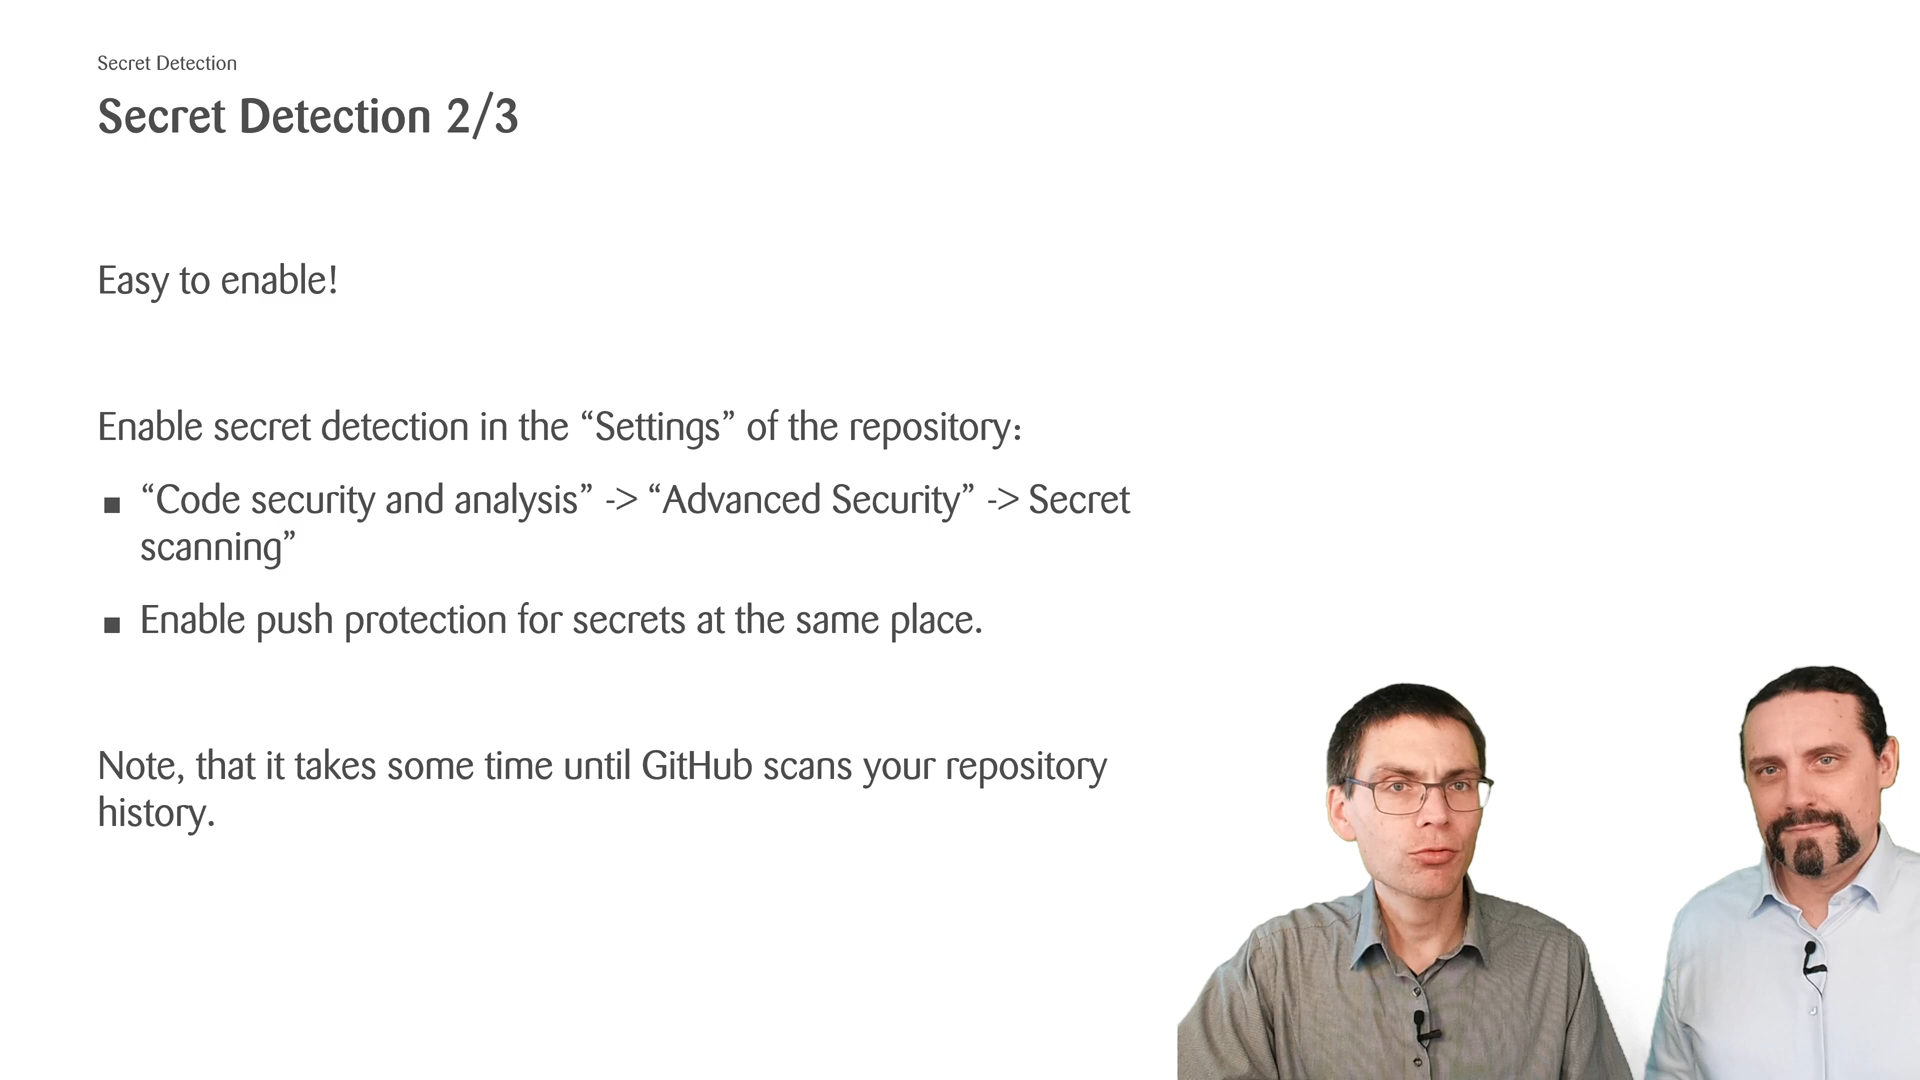 Secret Detection
Secret Detection 2/3
Easy to enable!
Enable secret detection in the “Settings” of the repository:
■ “Code security and analysis” -> “Advanced Security” -> Secret
scanning”
■ Enable push protection for secrets at the same place.
Note, that it takes some time until GitHub scans your repository
history.